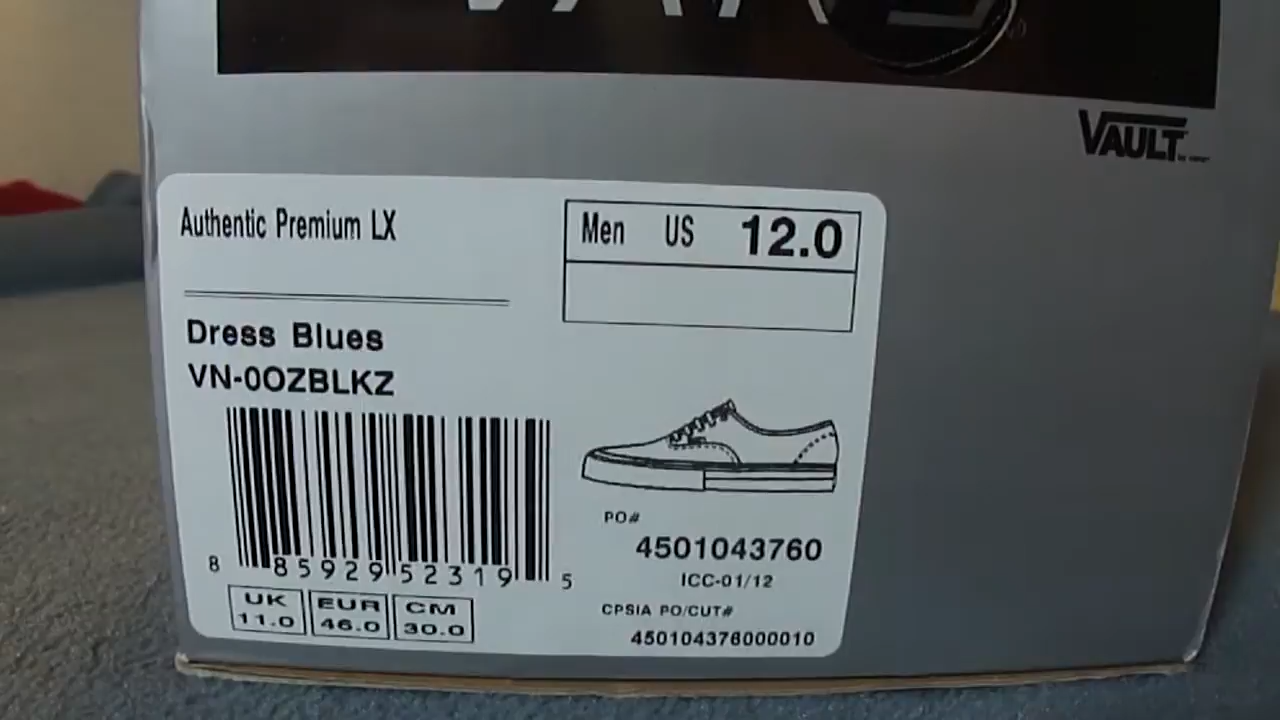 VAULT
Authentic Premium LX
Men US 12.0
Dress Blues
VN-0OZBLKZ
8 85929 52319 5
PO#
4501043760
ICC-01/12
UK EUR CM
11.0 46.0 30.0
CPSIA PO/CUT#
450104376000010